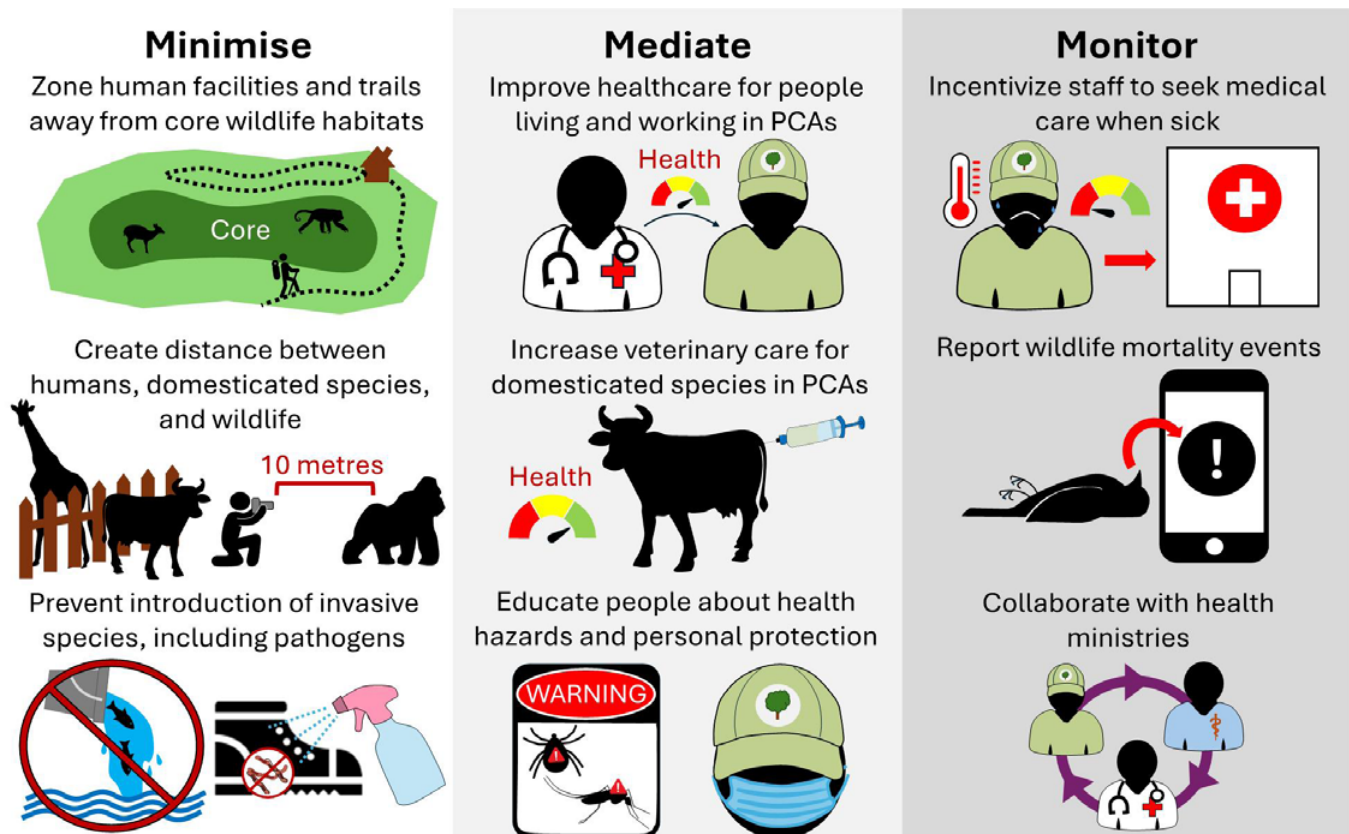 Minimise
Zone human facilities and trails
away from core wildlife habitats
Core
Create distance between
humans, domesticated species,
and wildlife
10 metres
Prevent introduction of invasive
species, including pathogens
Mediate
Improve healthcare for people
living and working in PCAs
Health
Increase veterinary care for
domesticated species in PCAs
Health
Educate people about health
hazards and personal protection
WARNING
Monitor
Incentivize staff to seek medical
care when sick
Report wildlife mortality events
Collaborate with health
ministries